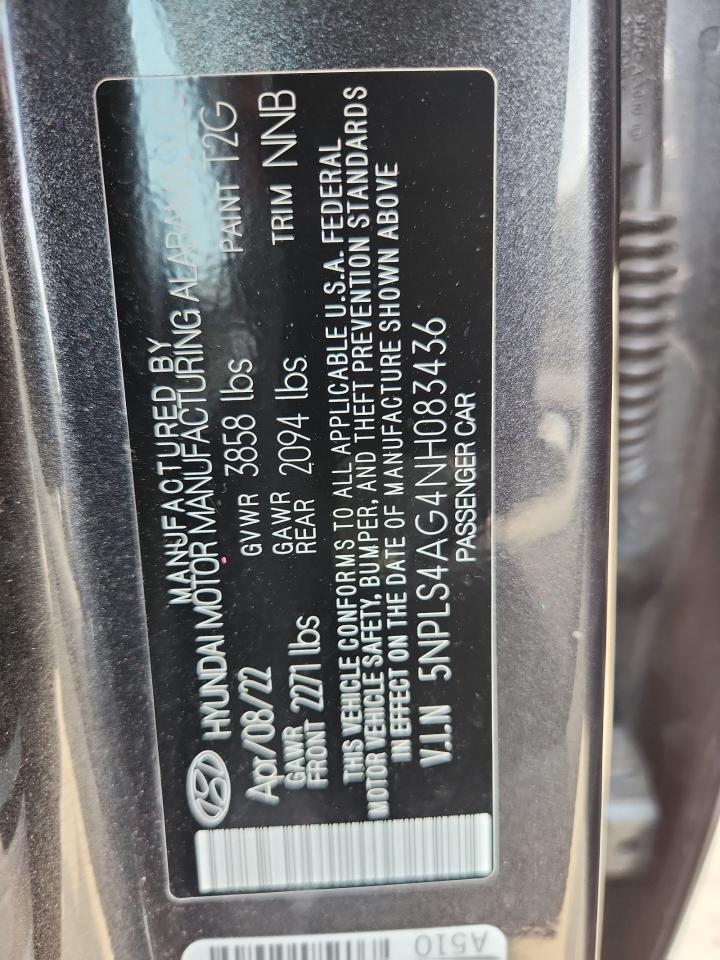 MANUFACTURED BY
HYUNDAI MOTOR MANUFACTURING ALABAMA
Apr/08/22 GVWR 3858 lbs PAINT T2G
GAWR FRONT 2271 lbs GAWR REAR 2094 lbs TRIM NNB
THIS VEHICLE CONFORMS TO ALL APPLICABLE U.S.A. FEDERAL
MOTOR VEHICLE SAFETY, BUMPER, AND THEFT PREVENTION STANDARDS
IN EFFECT ON THE DATE OF MANUFACTURE SHOWN ABOVE
V.I.N 5NPLS4AG4NH083436
PASSENGER CAR
A510